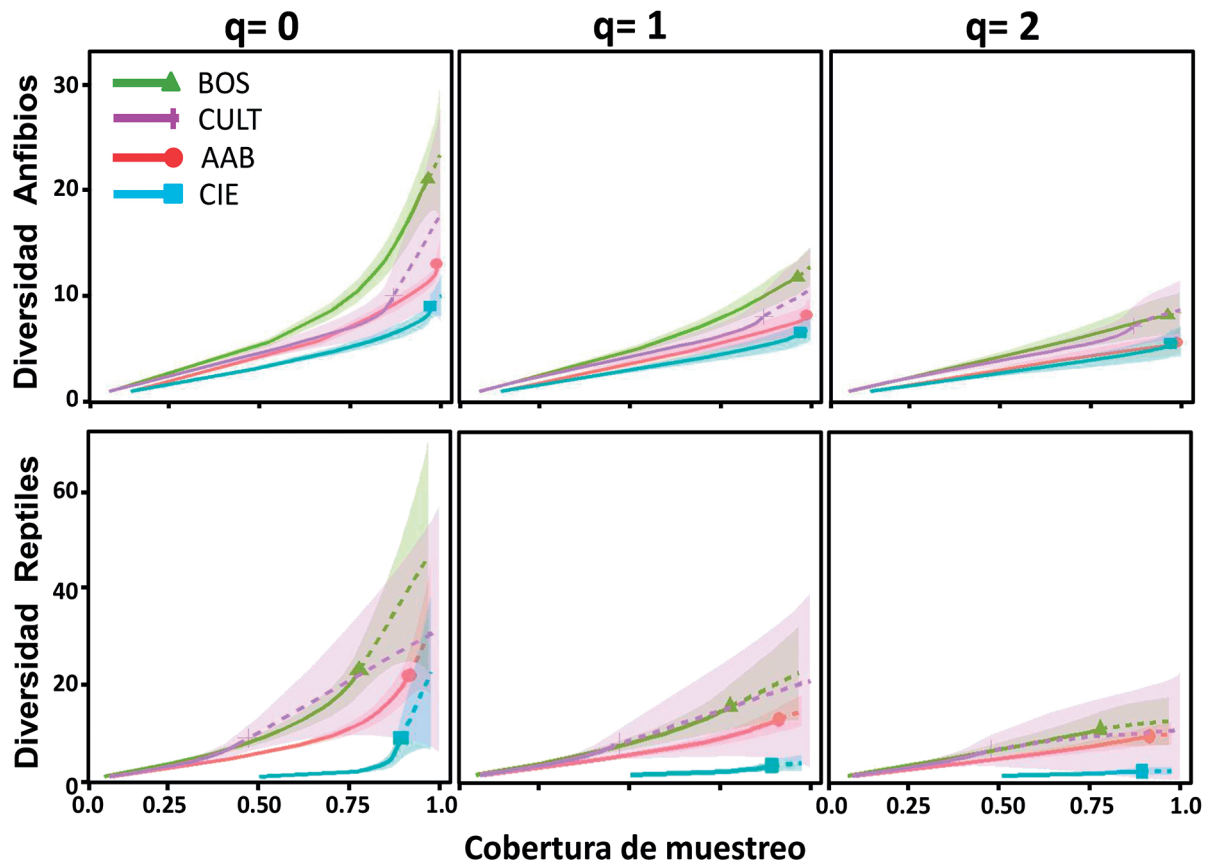 q= 0
q= 1
q= 2
Diversidad Anfibios
30
20
10
0
BOS
CULT
AAB
CIE
Diversidad Reptiles
60
40
20
0
0.0 0.25 0.50 0.75 1.0
0.25 0.50 0.75 1.0
0.0 0.25 0.50 0.75 1.0
Cobertura de muestreo